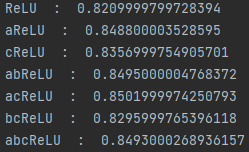 ReLU  :  0.8209999799728394
aReLU  :  0.848800003528595
cReLU  :  0.8356999754905701
abReLU  :  0.8495000004768372
acReLU  :  0.8501999974250793
bcReLU  :  0.8295999765396118
abcReLU  :  0.8493000268936157